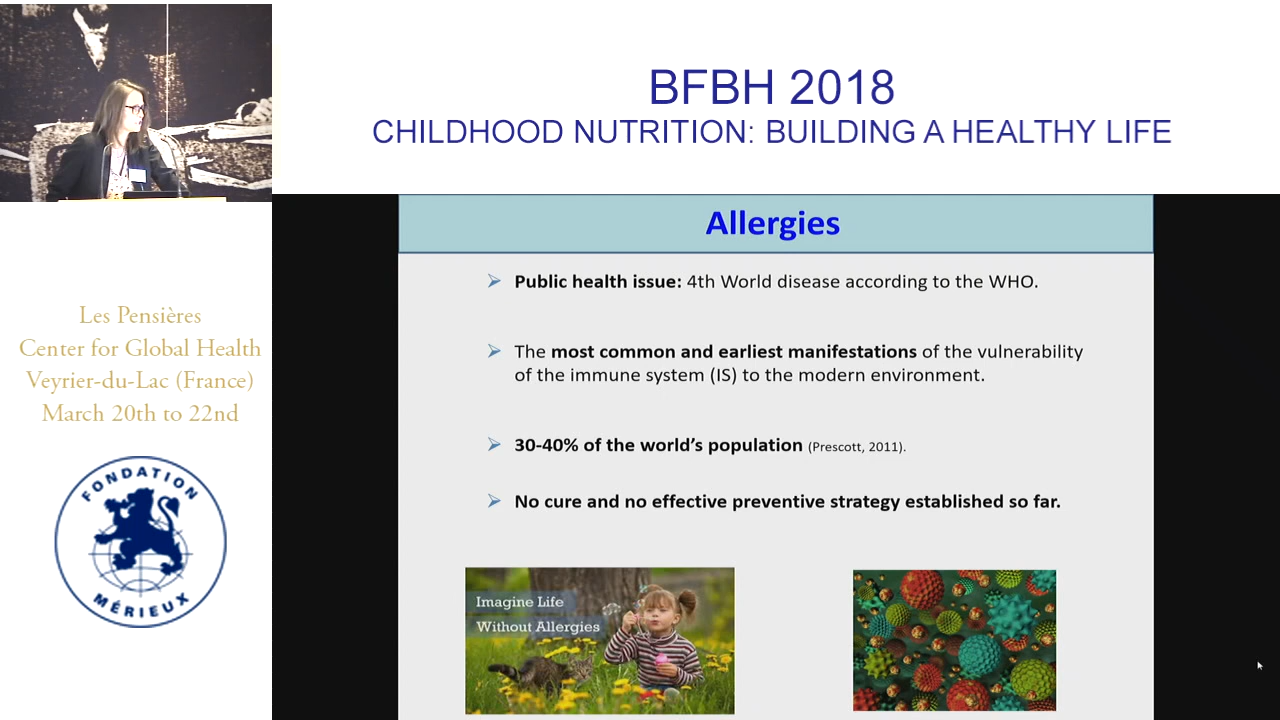 BFBH 2018
CHILDHOOD NUTRITION: BUILDING A HEALTHY LIFE
Les Pensières
Center for Global Health
Veyrier-du-Lac (France)
March 20th to 22nd
FONDATION
MÉRIEUX
Allergies
Public health issue: 4th World disease according to the WHO.
The most common and earliest manifestations of the vulnerability
of the immune system (IS) to the modern environment.
30-40% of the world’s population (Prescott, 2011).
No cure and no effective preventive strategy established so far.
Imagine Life
Without Allergies